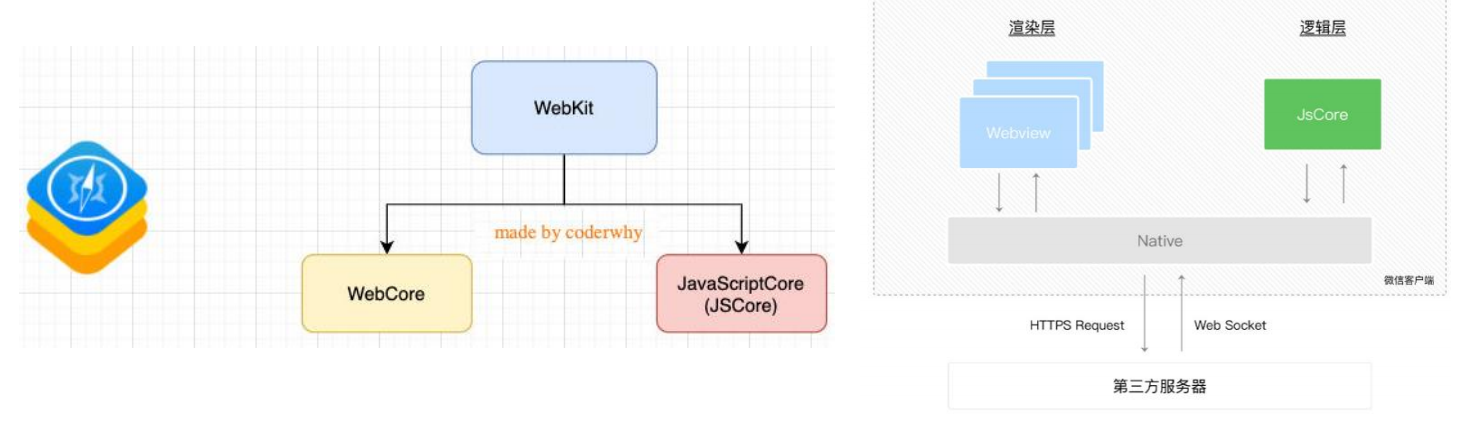 WebKit
made by coderwhy
WebCore
JavaScriptCore
(JSCore)
渲染层
逻辑层
Webview
JsCore
Native
微信客户端
HTTPS Request
Web Socket
第三方服务器